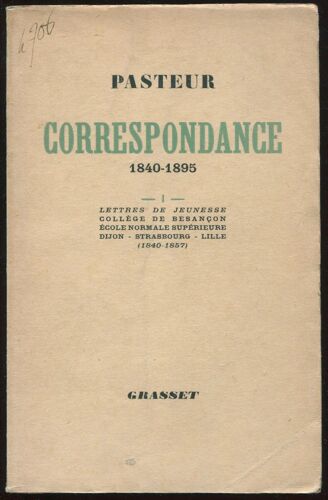 4906
PASTEUR
CORRESPONDANCE
1840-1895
— I —
LETTRES DE JEUNESSE
COLLÈGE DE BESANÇON
ÉCOLE NORMALE SUPÉRIEURE
DIJON - STRASBOURG - LILLE
(1840-1857)
GRASSET